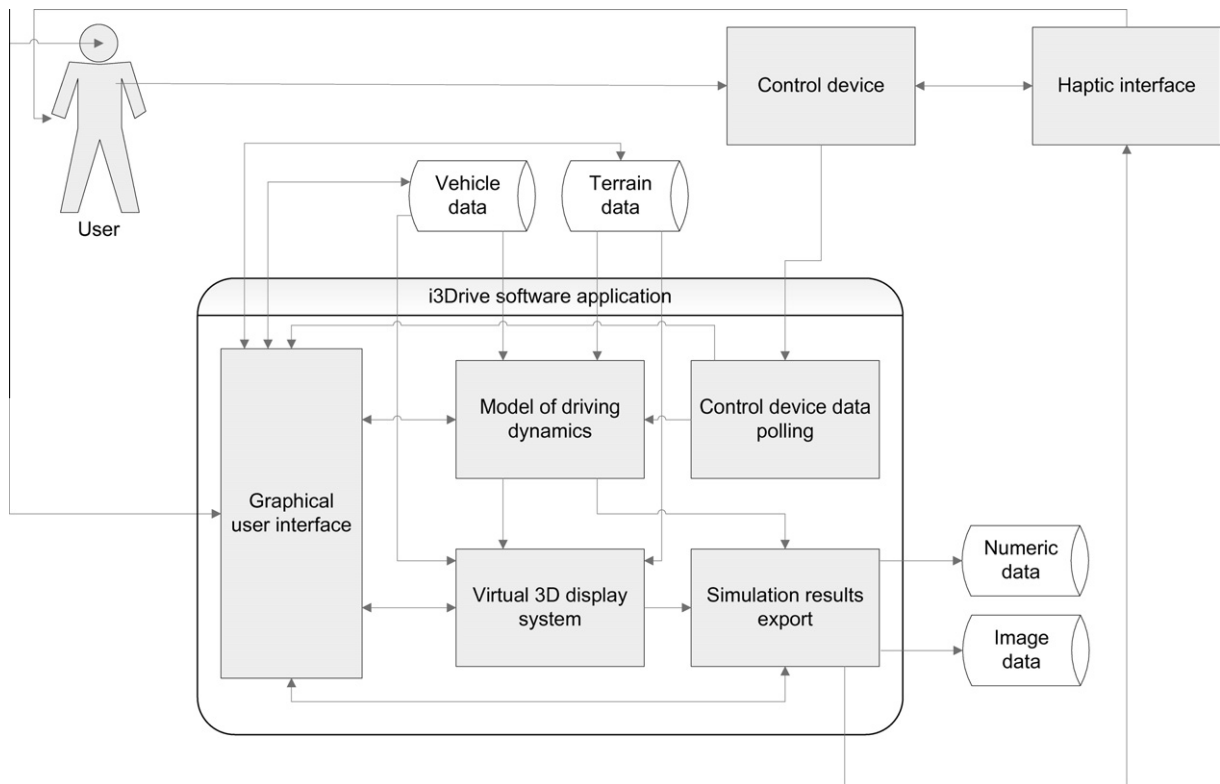 Control device
Haptic interface
Vehicle
data
Terrain
data
User
i3Drive software application
Model of driving
dynamics
Control device data
polling
Graphical
user interface
Numeric
data
Virtual 3D display
system
Simulation results
export
Image
data